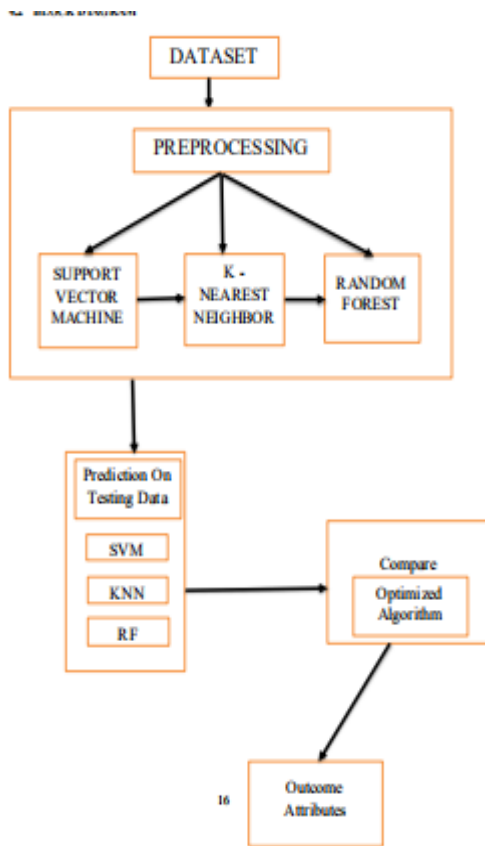 DATASET
PREPROCESSING
SUPPORT
VECTOR
MACHINE
K -
NEAREST
NEIGHBOR
RANDOM
FOREST
Prediction On
Testing Data
SVM
KNN
RF
Compare
Optimized
Algorithm
Outcome
Attributes
16